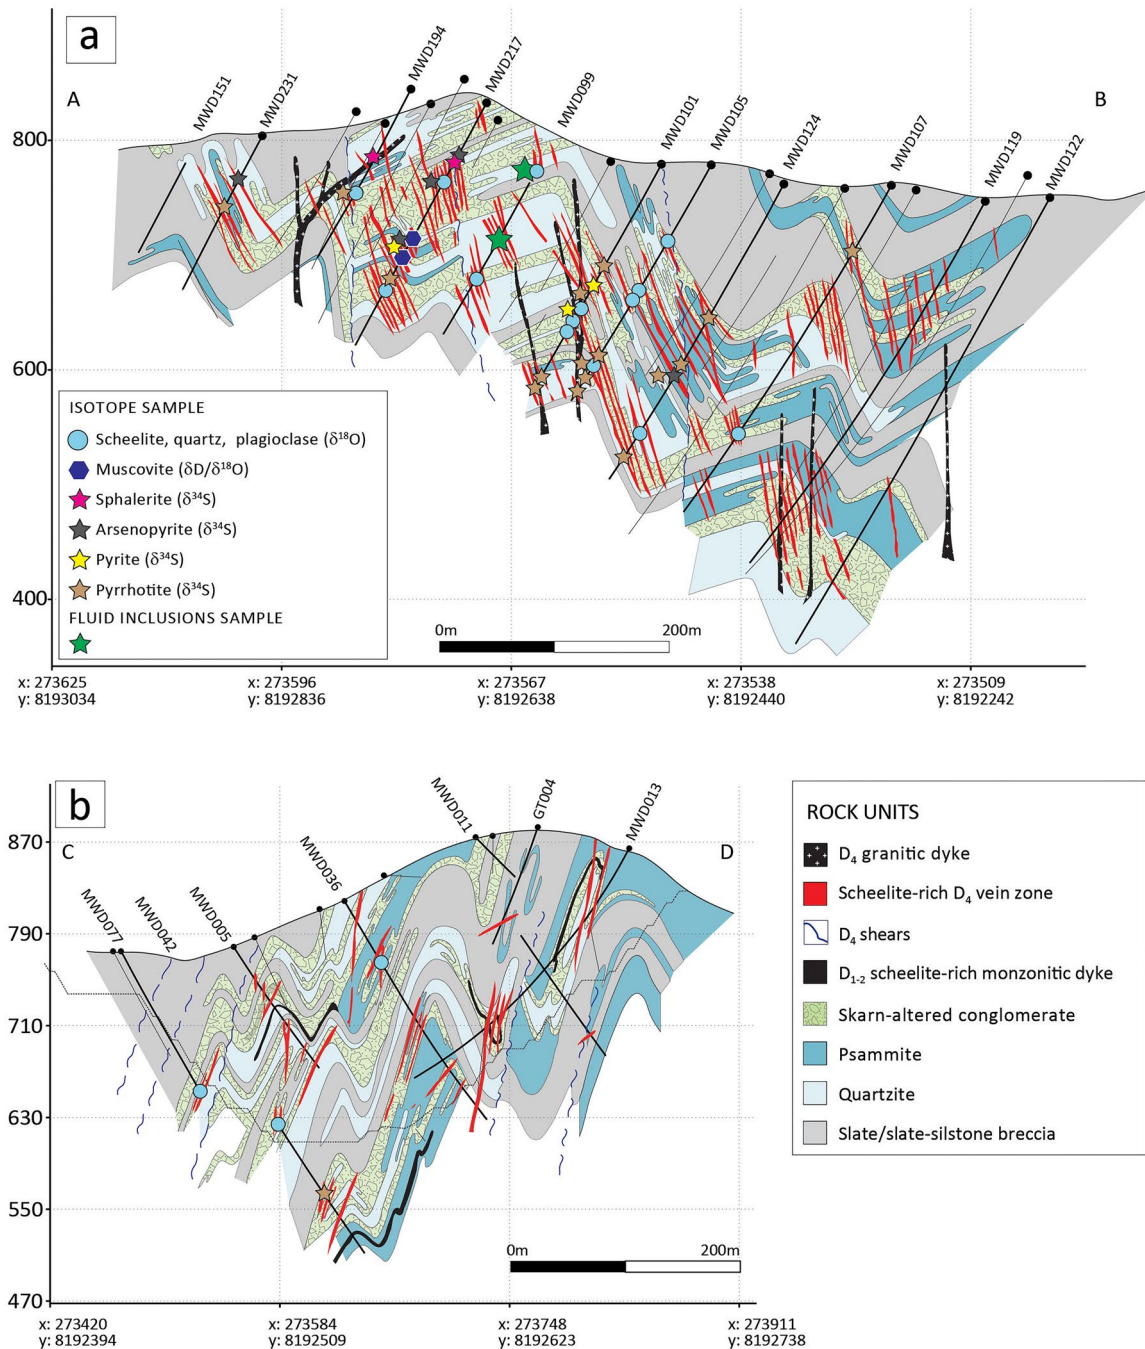 a
A
B
MWD151
MWD231
MWD194
MWD217
MWD099
MWD101
MWD105
MWD124
MWD107
MWD119
MWD122
800
600
500
400
ISOTOPE SAMPLE
Scheelite, quartz, plagioclase (δ¹⁸O)
Muscovite (δD/δ¹⁸O)
Sphalerite (δ³⁴S)
Arsenopyrite (δ³⁴S)
Pyrite (δ³⁴S)
Pyrrhotite (δ³⁴S)
FLUID INCLUSIONS SAMPLE
0m 200m
x: 273625
y: 8193034
x: 273596
y: 8192836
x: 273567
y: 8192638
x: 273538
y: 8192440
x: 273509
y: 8192242
b
C
D
MWD077
MWD042
MWD005
MWD036
MWD011
GT004
MWD013
870
790
710
630
550
470
0m 200m
x: 273420
y: 8192394
x: 273584
y: 8192509
x: 273748
y: 8192623
x: 273911
y: 8192738
ROCK UNITS
D₄ granitic dyke
Scheelite-rich D₄ vein zone
D₄ shears
D₁₋₂ scheelite-rich monzonitic dyke
Skarn-altered conglomerate
Psammite
Quartzite
Slate/slate-silstone breccia